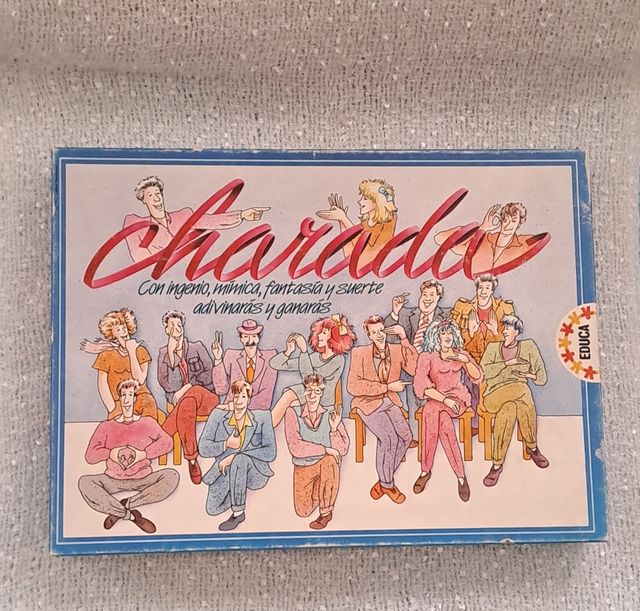 charada
Con ingenio, mímica, fantasía y suerte
adivinarás y ganarás
EDUCA